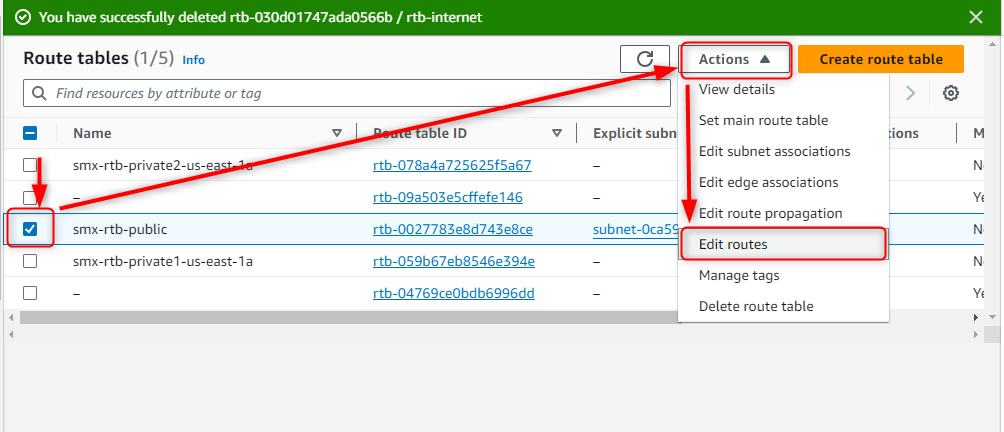 You have successfully deleted rtb-030d01747ada0566b / rtb-internet
Route tables (1/5) Info
Actions
Create route table
Find resources by attribute or tag
View details
Set main route table
Edit subnet associations
Edit edge associations
Edit route propagation
Edit routes
Manage tags
Delete route table
Name Route table ID Explicit subn tions M
smx-rtb-private2-us-east-1a rtb-078a4a725625f5a67 – No
– rtb-09a503e5cffefe146 – Ye
smx-rtb-public rtb-0027783e8d743e8ce subnet-0ca59 No
smx-rtb-private1-us-east-1a rtb-059b67eb8546e394e – No
– rtb-04769ce0bdb6996dd – Ye